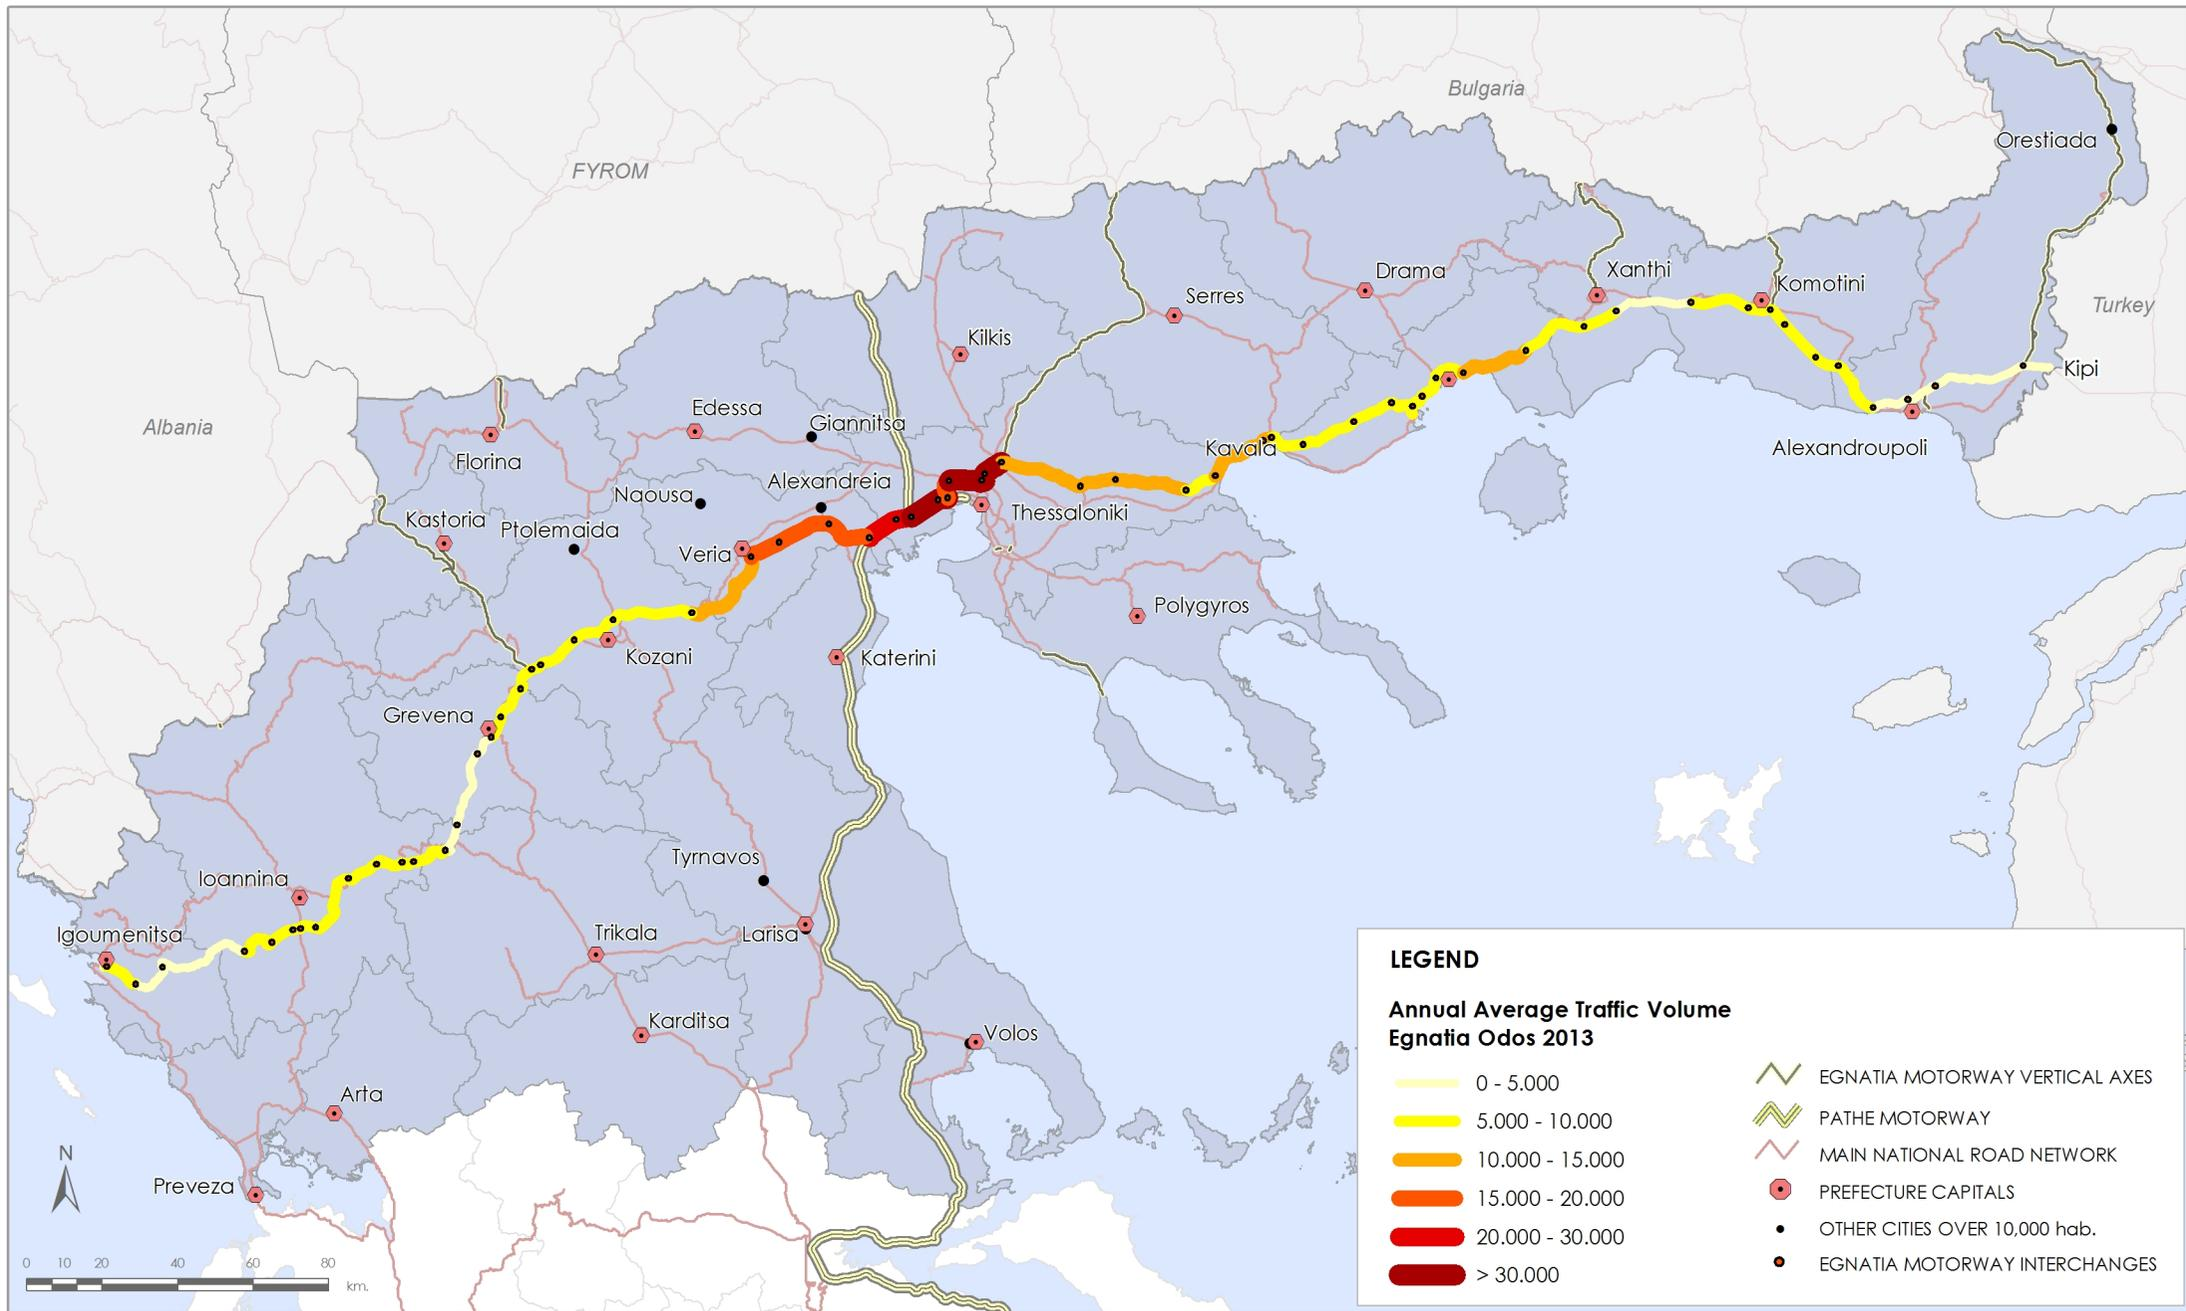 Bulgaria
Orestiada
FYROM
Drama
Xanthi
Komotini
Serres
Turkey
Kilkis
Kipi
Albania
Edessa
Giannitsa
Florina
Kavala
Alexandroupoli
Alexandreia
Naousa
Kastoria
Ptolemaida
Thessaloniki
Veria
Polygyros
Kozani
Katerini
Grevena
Tyrnavos
Ioannina
Igoumenitsa
Trikala
Larisa
Karditsa
Volos
Arta
Preveza
N
0 10 20 40 60 80
km.
LEGEND
Annual Average Traffic Volume
Egnatia Odos 2013
0 - 5.000
5.000 - 10.000
10.000 - 15.000
15.000 - 20.000
20.000 - 30.000
> 30.000
EGNATIA MOTORWAY VERTICAL AXES
PATHE MOTORWAY
MAIN NATIONAL ROAD NETWORK
PREFECTURE CAPITALS
OTHER CITIES OVER 10,000 hab.
EGNATIA MOTORWAY INTERCHANGES